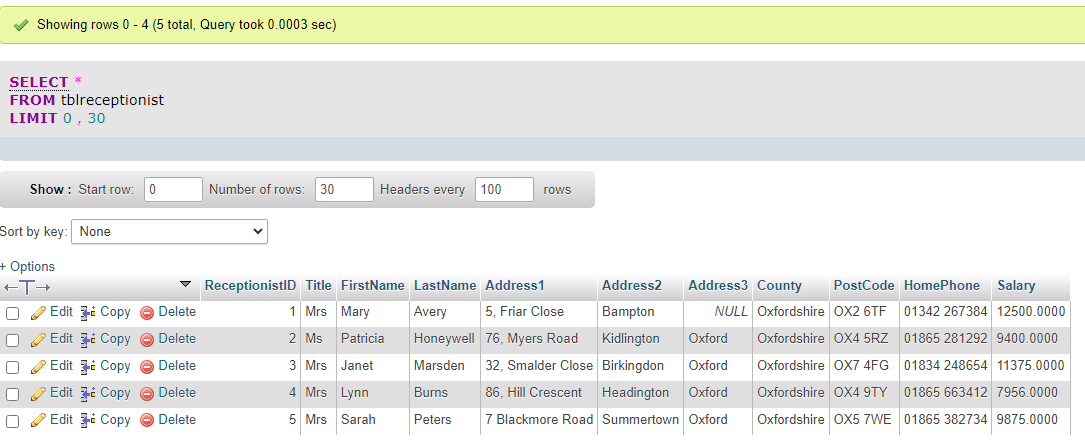 Showing rows 0 - 4 (5 total, Query took 0.0003 sec)
SELECT *
FROM tblreceptionist
LIMIT 0 , 30
Show : Start row: 0 Number of rows: 30 Headers every 100 rows
Sort by key: None
+ Options
←T→ ReceptionistID Title FirstName LastName Address1 Address2 Address3 County PostCode HomePhone Salary
Edit Copy Delete 1 Mrs Mary Avery 5, Friar Close Bampton NULL Oxfordshire OX2 6TF 01342 267384 12500.0000
Edit Copy Delete 2 Ms Patricia Honeywell 76, Myers Road Kidlington Oxford Oxfordshire OX4 5RZ 01865 281292 9400.0000
Edit Copy Delete 3 Mrs Janet Marsden 32, Smalder Close Birkingdon Oxford Oxfordshire OX7 4FG 01834 248654 11375.0000
Edit Copy Delete 4 Mrs Lynn Burns 86, Hill Crescent Headington Oxford Oxfordshire OX4 9TY 01865 663412 7956.0000
Edit Copy Delete 5 Mrs Sarah Peters 7 Blackmore Road Summertown Oxford Oxfordshire OX5 7WE 01865 382734 9875.0000